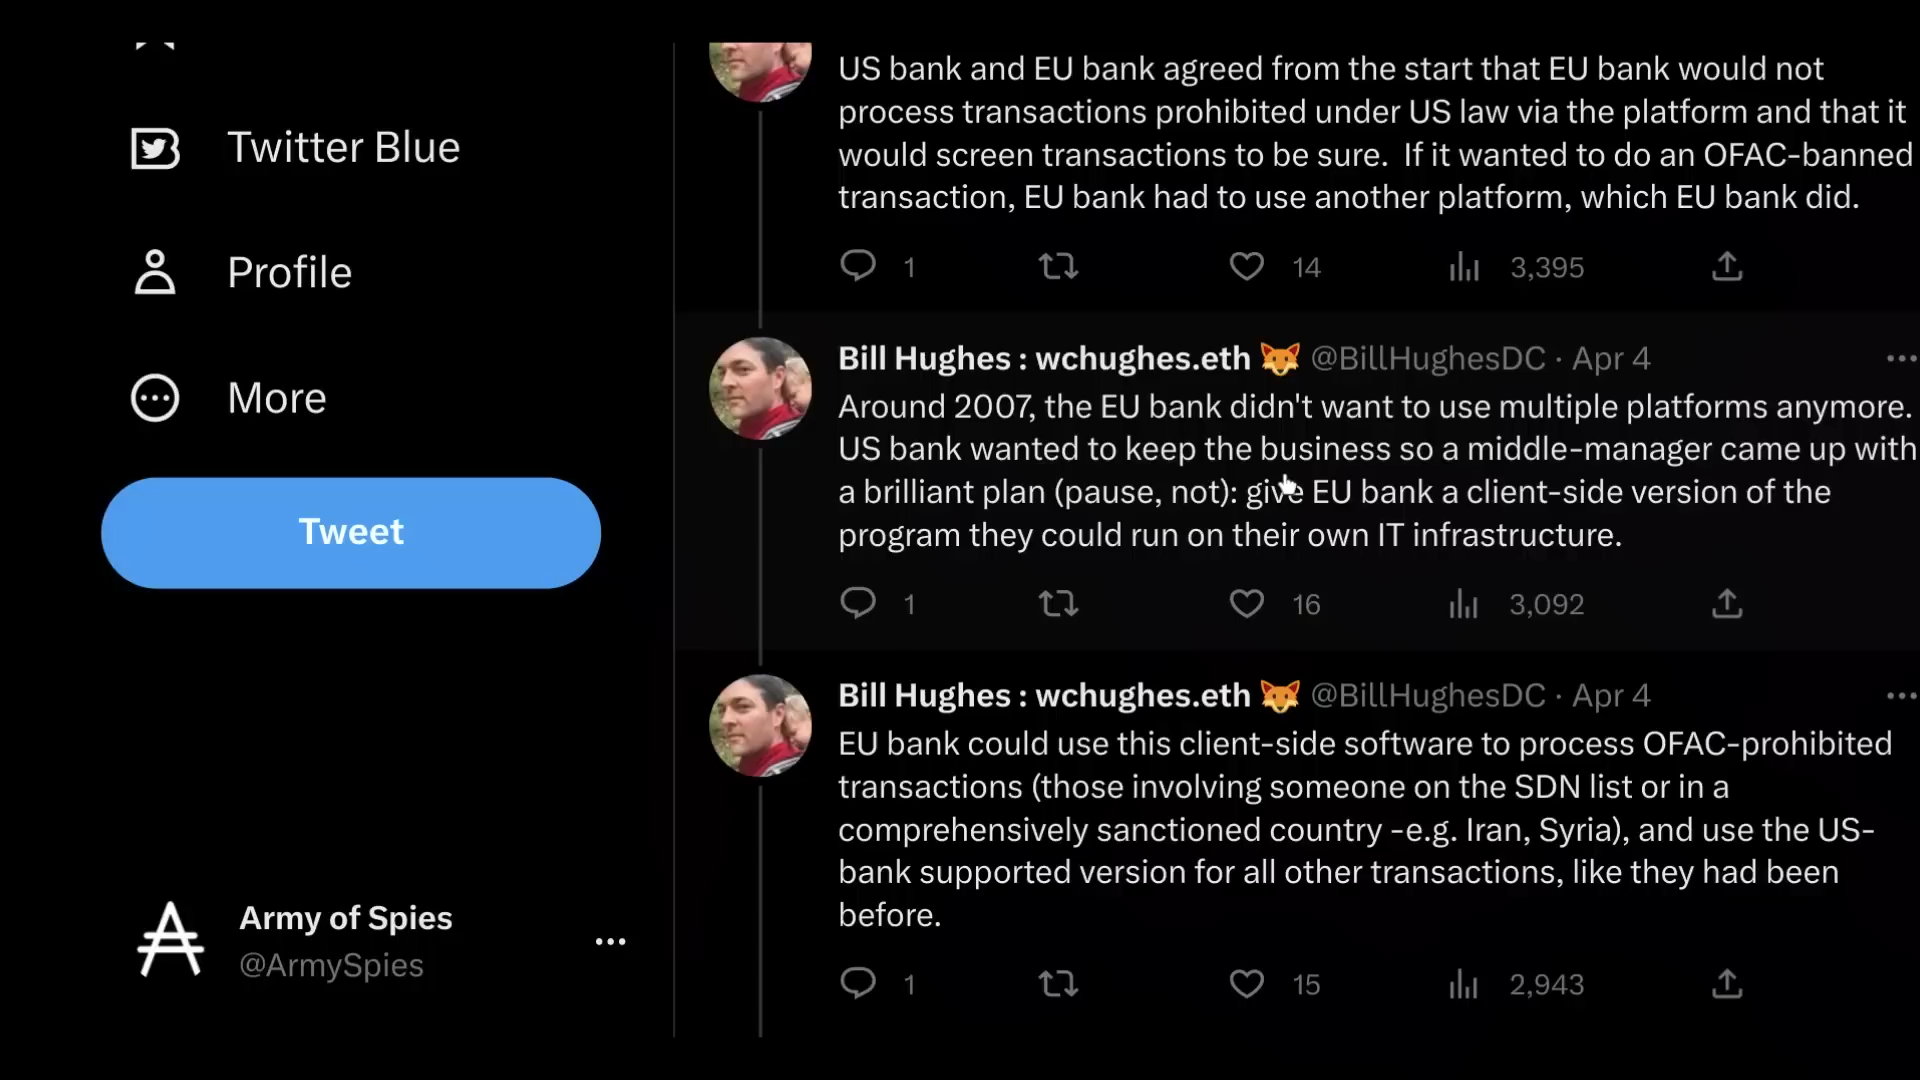 Twitter Blue
Profile
More
Tweet
Army of Spies
@ArmySpies
US bank and EU bank agreed from the start that EU bank would not
process transactions prohibited under US law via the platform and that it
would screen transactions to be sure.  If it wanted to do an OFAC-banned
transaction, EU bank had to use another platform, which EU bank did.
1 14 3,395
Bill Hughes : wchughes.eth 🦊 @BillHughesDC · Apr 4
Around 2007, the EU bank didn't want to use multiple platforms anymore.
US bank wanted to keep the business so a middle-manager came up with
a brilliant plan (pause, not): give EU bank a client-side version of the
program they could run on their own IT infrastructure.
1 16 3,092
Bill Hughes : wchughes.eth 🦊 @BillHughesDC · Apr 4
EU bank could use this client-side software to process OFAC-prohibited
transactions (those involving someone on the SDN list or in a
comprehensively sanctioned country -e.g. Iran, Syria), and use the US-
bank supported version for all other transactions, like they had been
before.
1 15 2,943